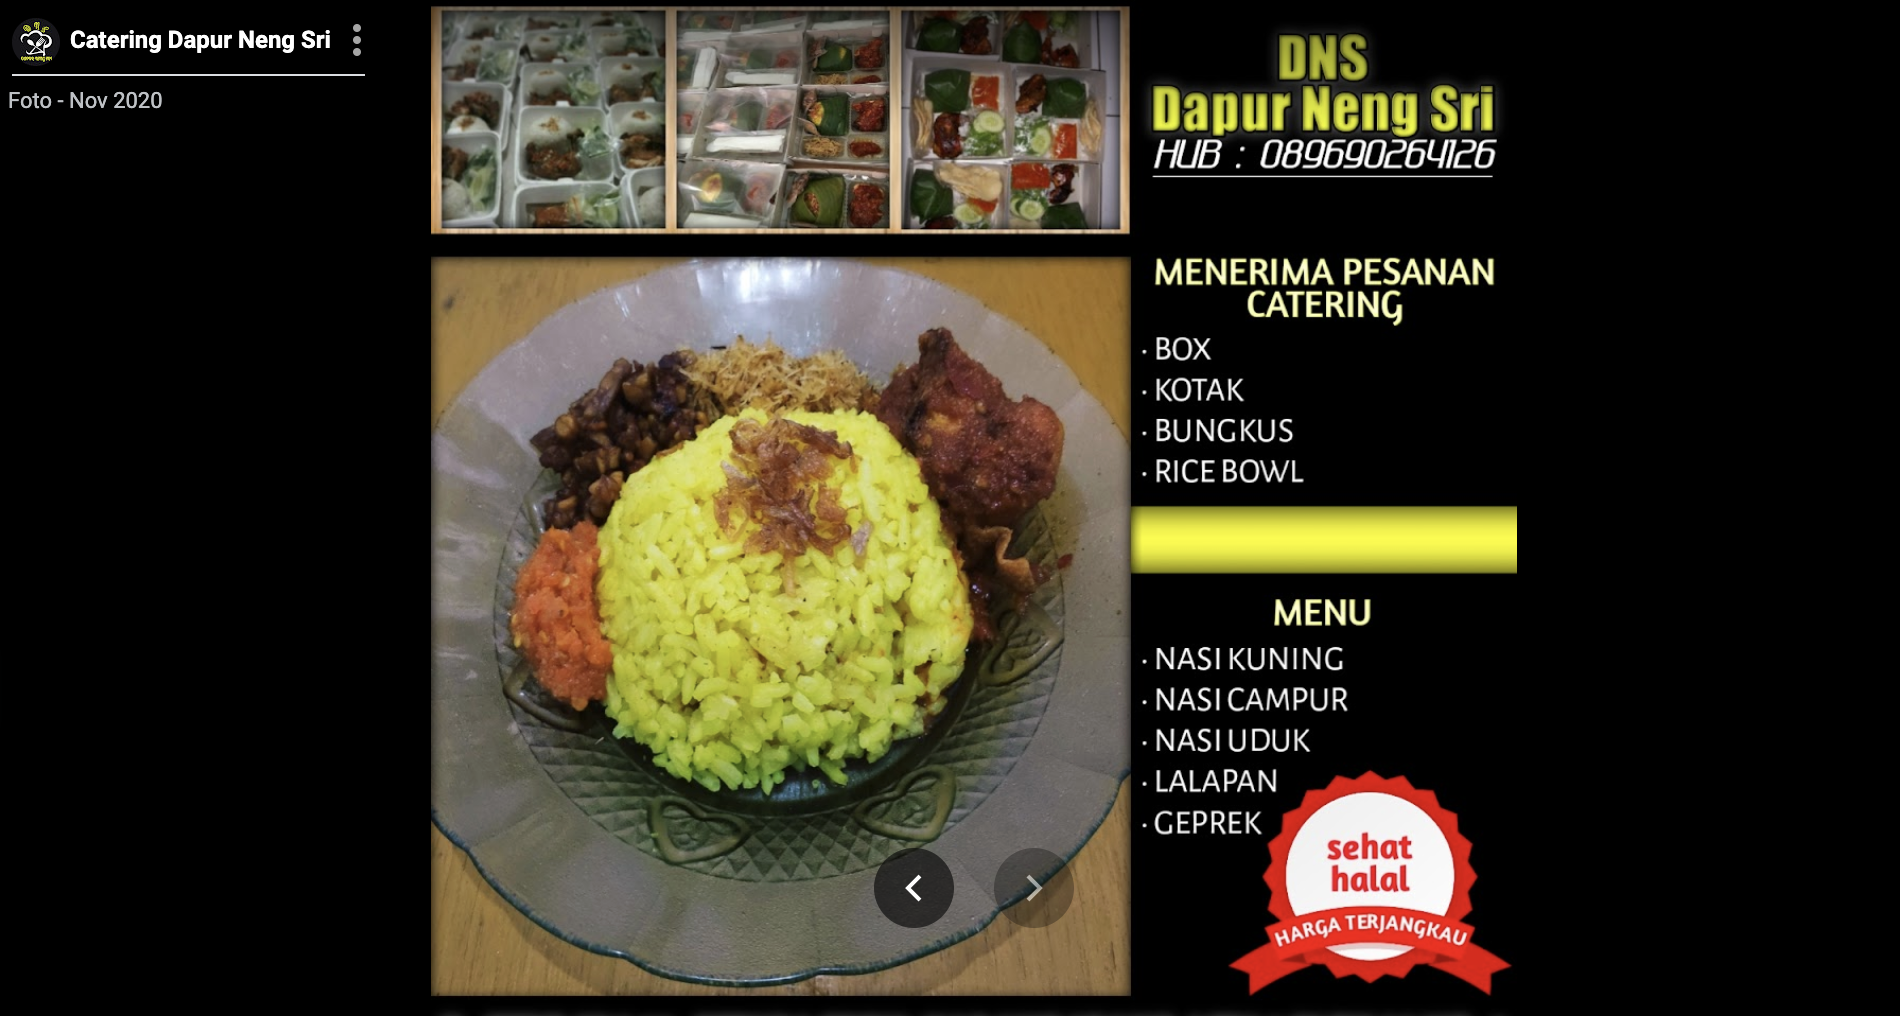 Catering Dapur Neng Sri
Foto - Nov 2020
DNS
Dapur Neng Sri
HUB : 089690264126
MENERIMA PESANAN
CATERING
· BOX
· KOTAK
· BUNGKUS
· RICE BOWL
MENU
· NASI KUNING
· NASI CAMPUR
· NASI UDUK
· LALAPAN
· GEPREK
sehat
halal
HARGA TERJANGKAU